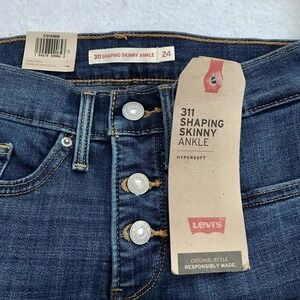 311 SHAPING SKINNY ANKLE 24
311
SHAPING
SKINNY
ANKLE
HYPERSOFT
Levi's
ORIGINAL STYLE.
RESPONSIBLY MADE.